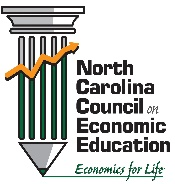 North
Carolina
Council on
Economic
Education
Economics for Life